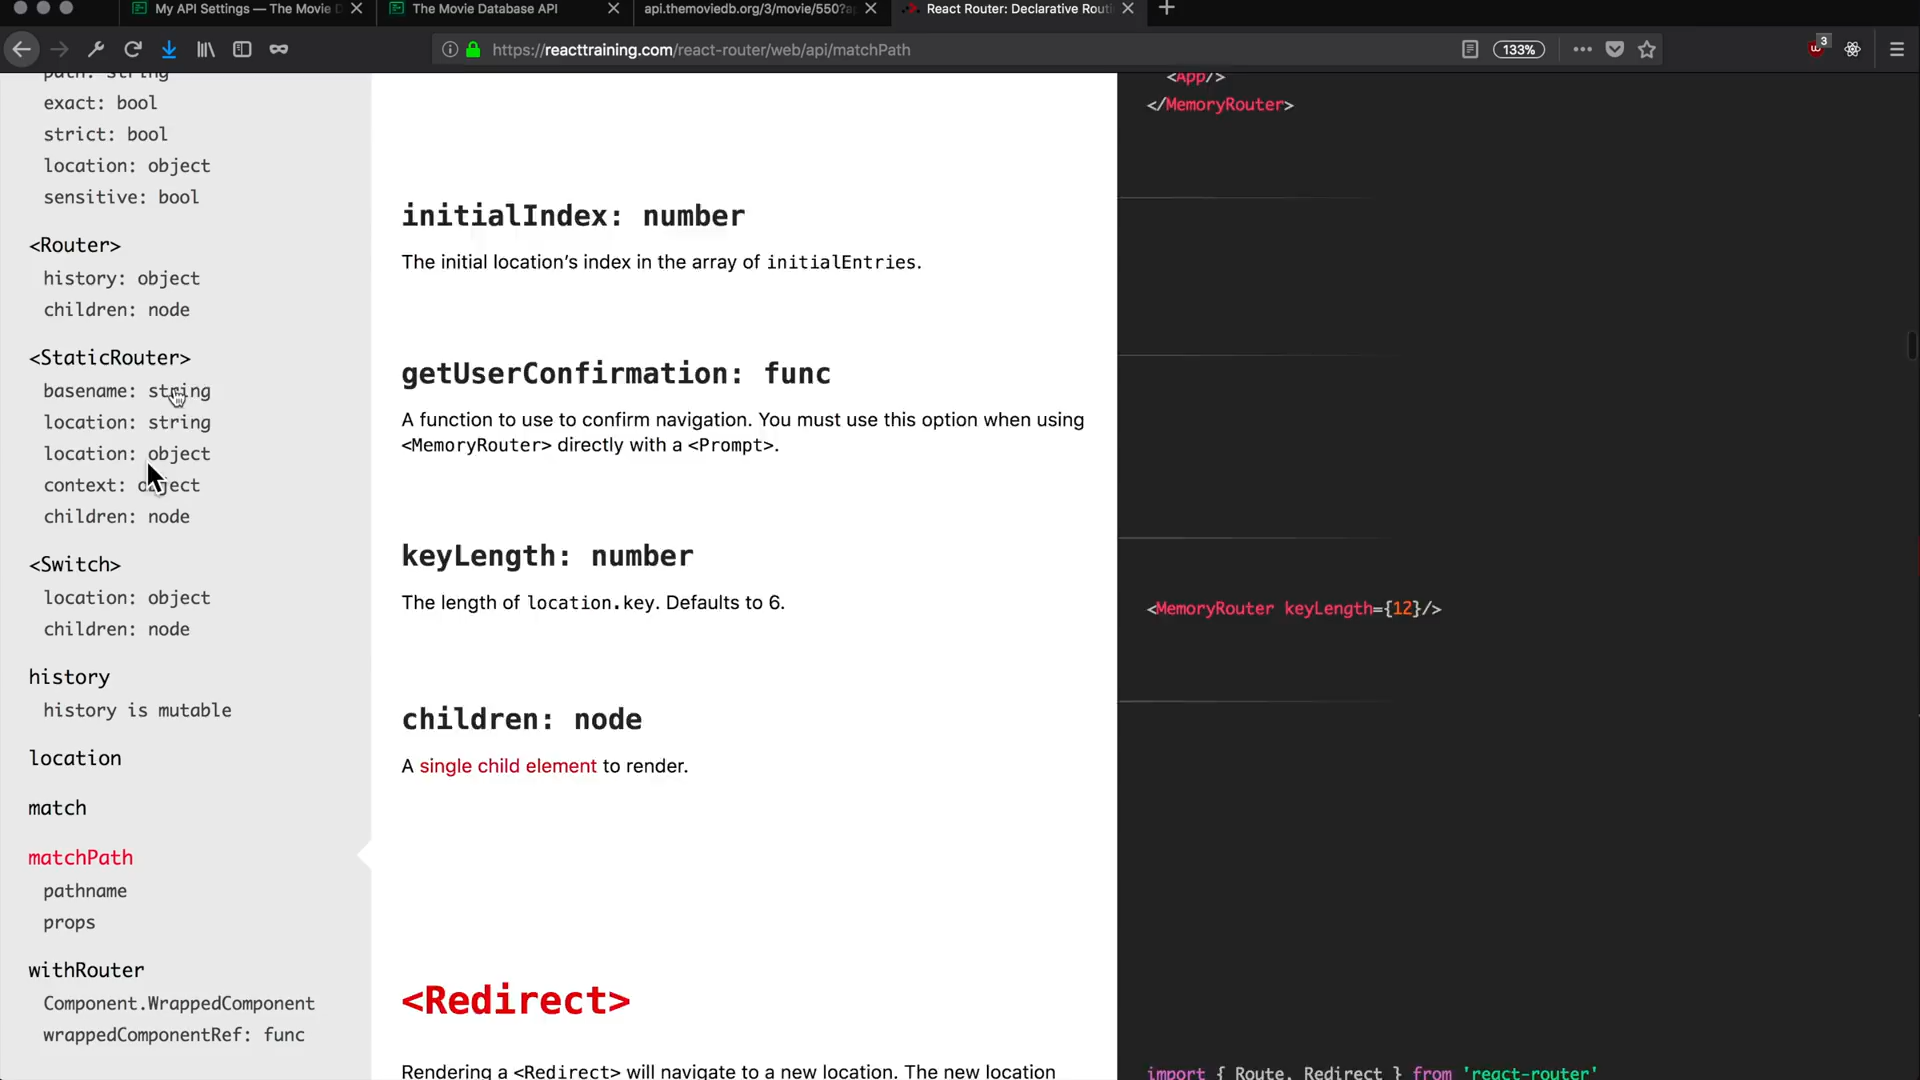 My API Settings — The Movie D
The Movie Database API
api.themoviedb.org/3/movie/550?a
React Router: Declarative Routi
https://reacttraining.com/react-router/web/api/matchPath
133%
3
path: string
exact: bool
strict: bool
location: object
sensitive: bool
<Router>
history: object
children: node
<StaticRouter>
basename: string
location: string
location: object
context: object
children: node
<Switch>
location: object
children: node
history
history is mutable
location
match
matchPath
pathname
props
withRouter
Component.WrappedComponent
wrappedComponentRef: func
initialIndex: number
The initial location’s index in the array of initialEntries.
getUserConfirmation: func
A function to use to confirm navigation. You must use this option when using
<MemoryRouter> directly with a <Prompt>.
keyLength: number
The length of location.key. Defaults to 6.
children: node
A single child element to render.
<Redirect>
Rendering a <Redirect> will navigate to a new location. The new location
<App/>
</MemoryRouter>
<MemoryRouter keyLength={12}/>
import { Route, Redirect } from 'react-router'